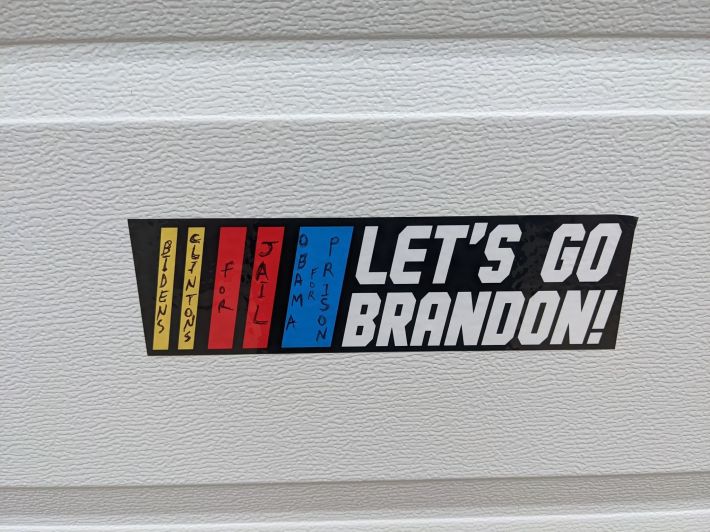 BIDENS
CLINTONS
FOR
JAIL
OBAMA
FOR
PRISON
LET'S GO
BRANDON!